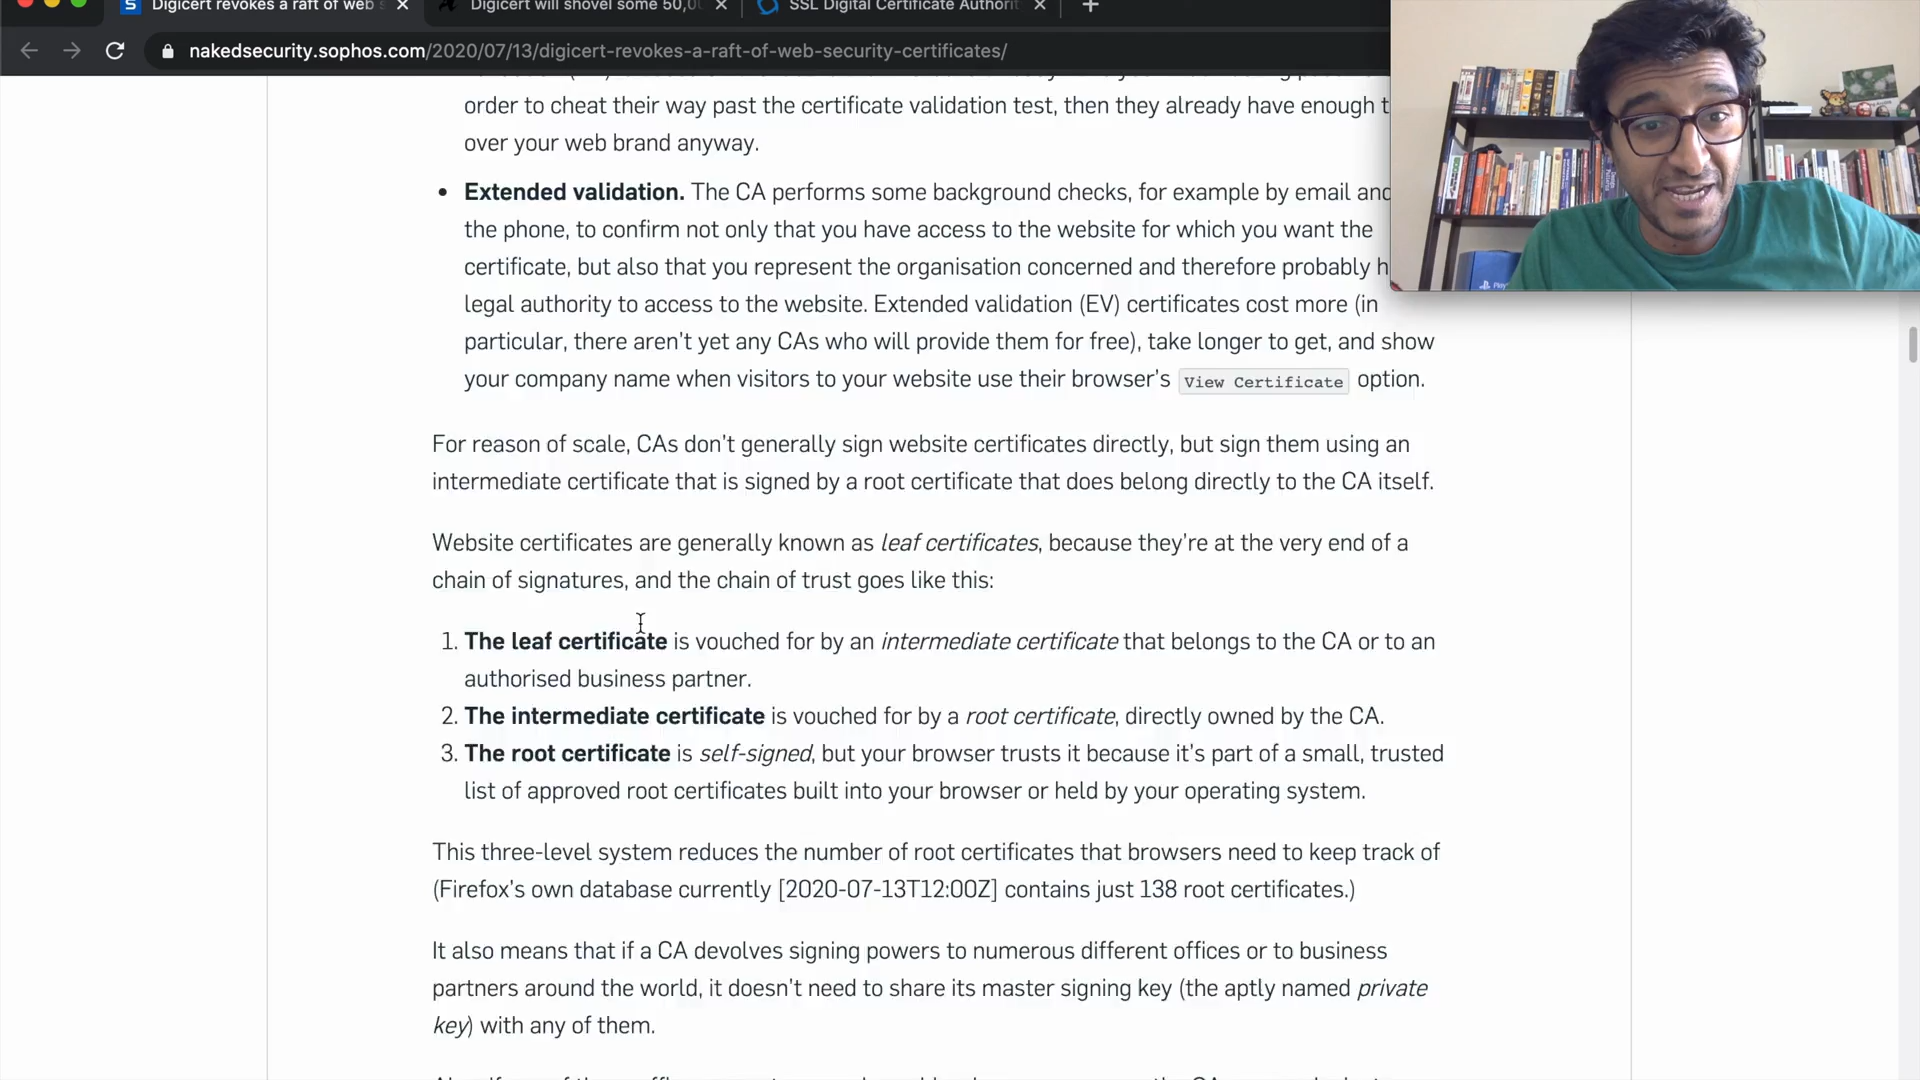 Digicert revokes a raft of web
Digicert will shovel some 50,0
SSL Digital Certificate Authorit
nakedsecurity.sophos.com/2020/07/13/digicert-revokes-a-raft-of-web-security-certificates/
order to cheat their way past the certificate validation test, then they already have enough
over your web brand anyway.
• Extended validation. The CA performs some background checks, for example by email and
the phone, to confirm not only that you have access to the website for which you want the
certificate, but also that you represent the organisation concerned and therefore probably
legal authority to access to the website. Extended validation (EV) certificates cost more (in
particular, there aren't yet any CAs who will provide them for free), take longer to get, and show
your company name when visitors to your website use their browser's View Certificate option.
For reason of scale, CAs don't generally sign website certificates directly, but sign them using an
intermediate certificate that is signed by a root certificate that does belong directly to the CA itself.
Website certificates are generally known as leaf certificates, because they're at the very end of a
chain of signatures, and the chain of trust goes like this:
1. The leaf certificate is vouched for by an intermediate certificate that belongs to the CA or to an
authorised business partner.
2. The intermediate certificate is vouched for by a root certificate, directly owned by the CA.
3. The root certificate is self-signed, but your browser trusts it because it's part of a small, trusted
list of approved root certificates built into your browser or held by your operating system.
This three-level system reduces the number of root certificates that browsers need to keep track of
(Firefox's own database currently [2020-07-13T12:00Z] contains just 138 root certificates.)
It also means that if a CA devolves signing powers to numerous different offices or to business
partners around the world, it doesn't need to share its master signing key (the aptly named private
key) with any of them.